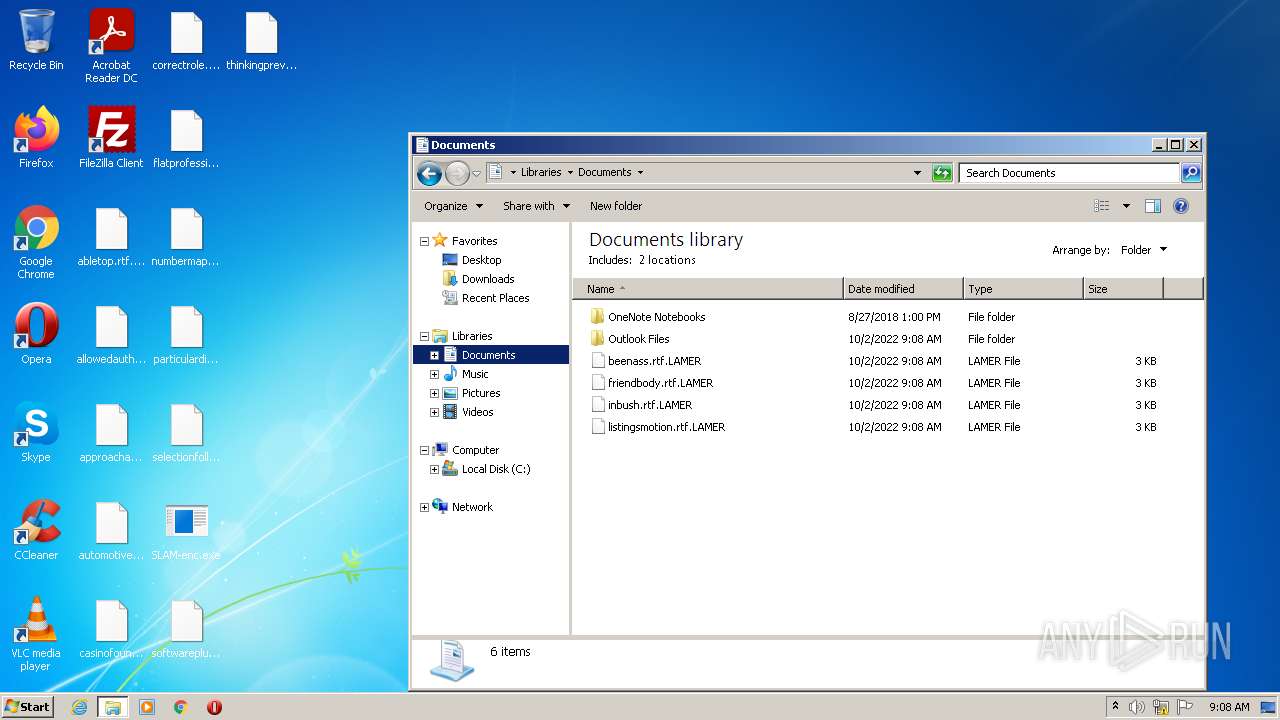 Recycle Bin
Acrobat
Reader DC
correctrole....
thinkingprev...
Firefox
FileZilla Client
flatprofessi...
Google
Chrome
abletop.rtf....
numbermap...
Opera
allowedauth...
particulardi...
Skype
approacha...
selectionfoll...
CCleaner
automotive...
SLAM-enc.exe
VLC media
player
casinofoun...
softwareplu...
Documents
Libraries
Documents
Search Documents
Organize
Share with
New folder
Favorites
Desktop
Downloads
Recent Places
Libraries
Documents
Music
Pictures
Videos
Computer
Local Disk (C:)
Network
Documents library
Includes: 2 locations
Arrange by: Folder
Name Date modified Type Size
OneNote Notebooks 8/27/2018 1:00 PM File folder
Outlook Files 10/2/2022 9:08 AM File folder
beenass.rtf.LAMER 10/2/2022 9:08 AM LAMER File 3 KB
friendbody.rtf.LAMER 10/2/2022 9:08 AM LAMER File 2 KB
inbush.rtf.LAMER 10/2/2022 9:08 AM LAMER File 3 KB
listingsmotion.rtf.LAMER 10/2/2022 9:08 AM LAMER File 3 KB
6 items
ANY RUN
Start
9:08 AM